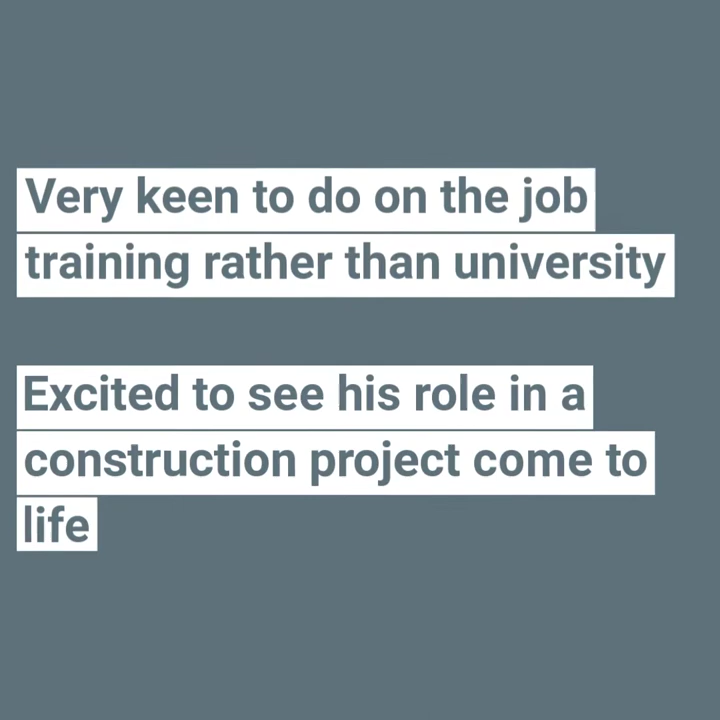 Very keen to do on the job
training rather than university
Excited to see his role in a
construction project come to
life